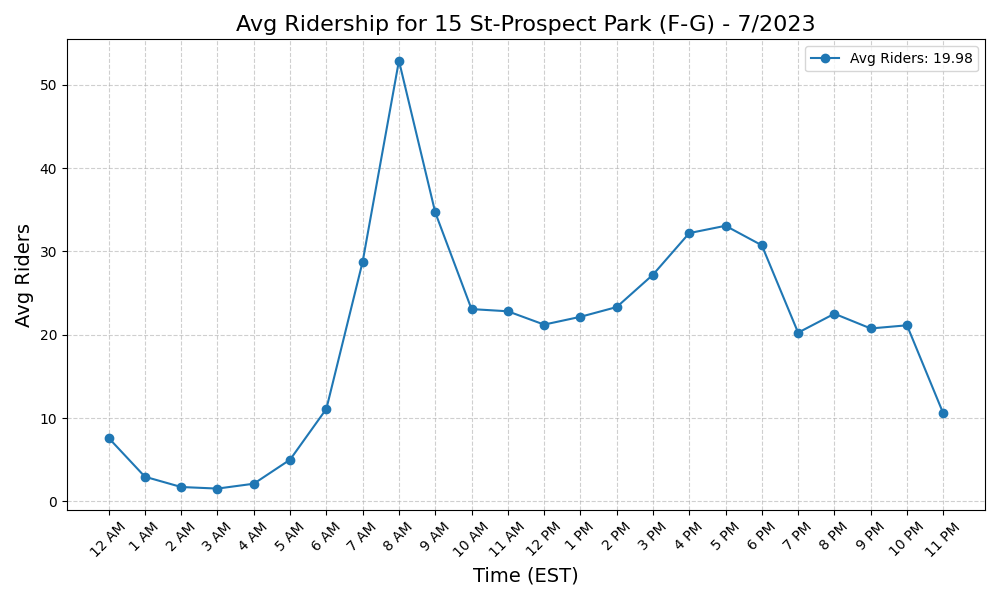 Avg Ridership for 15 St-Prospect Park (F-G) - 7/2023
Avg Riders: 19.98
Avg Riders
50
40
30
20
10
0
12 AM
1 AM
2 AM
3 AM
4 AM
5 AM
6 AM
7 AM
8 AM
9 AM
10 AM
11 AM
12 PM
1 PM
2 PM
3 PM
4 PM
5 PM
6 PM
7 PM
8 PM
9 PM
10 PM
11 PM
Time (EST)